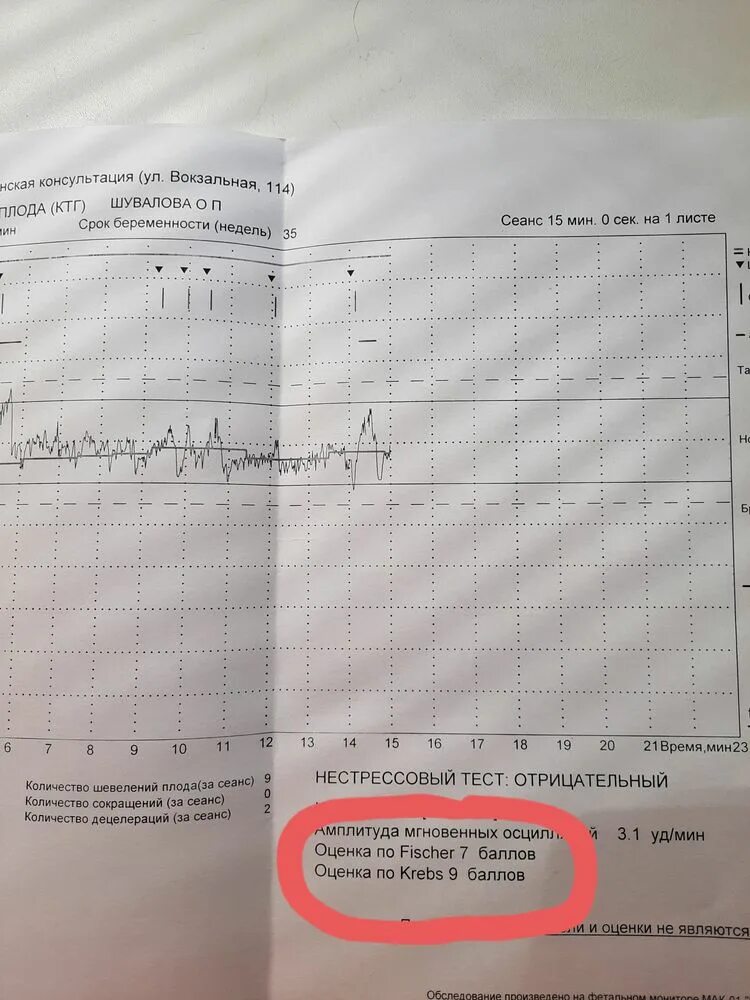 нская консультация (ул. Вокзальная, 114)
ПЛОДА (КТГ) ШУВАЛОВА О П
мин Срок беременности (недель) 35
Сеанс 15 мин. 0 сек. на 1 листе
6 7 8 9 10 11 12 13 14 15 16 17 18 19 20 21 Время,мин 23
Количество шевелений плода(за сеанс) 9
Количество сокращений (за сеанс) 0
Количество децелераций (за сеанс) 2
НЕСТРЕССОВЫЙ ТЕСТ: ОТРИЦАТЕЛЬНЫЙ
Амплитуда мгновенных осцилл й 3.1 уд/мин
Оценка по Fischer 7 баллов
Оценка по Krebs 9 баллов
ли и оценки не являются
Обследование произведено на фетальном мониторе МАК